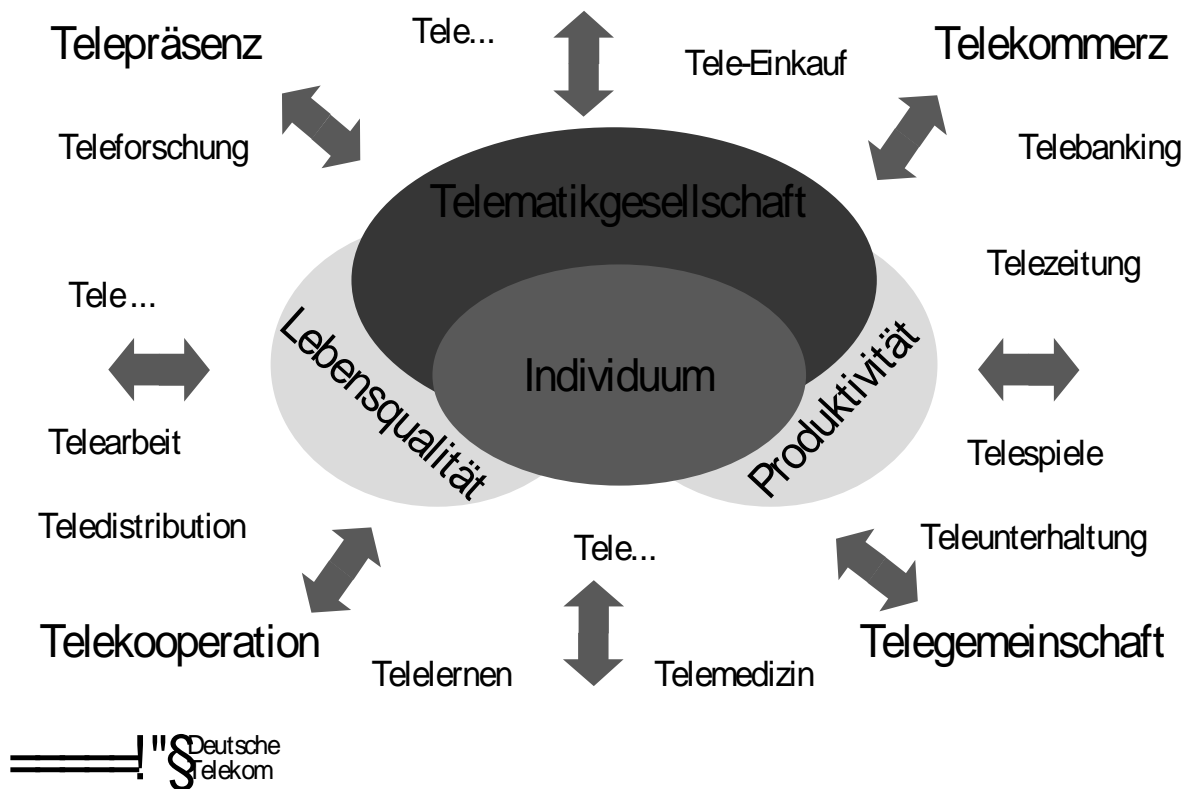 Tele...
Telepräsenz
Telekommerz
Tele-Einkauf
Teleforschung
Telebanking
Telematikgesellschaft
Telezeitung
Tele...
Lebensqualität
Individuum
Produktivität
Telearbeit
Telespiele
Teledistribution
Teleunterhaltung
Tele...
Telekooperation
Telegemeinschaft
Telelernen
Telemedizin
======!"§
Deutsche
Telekom